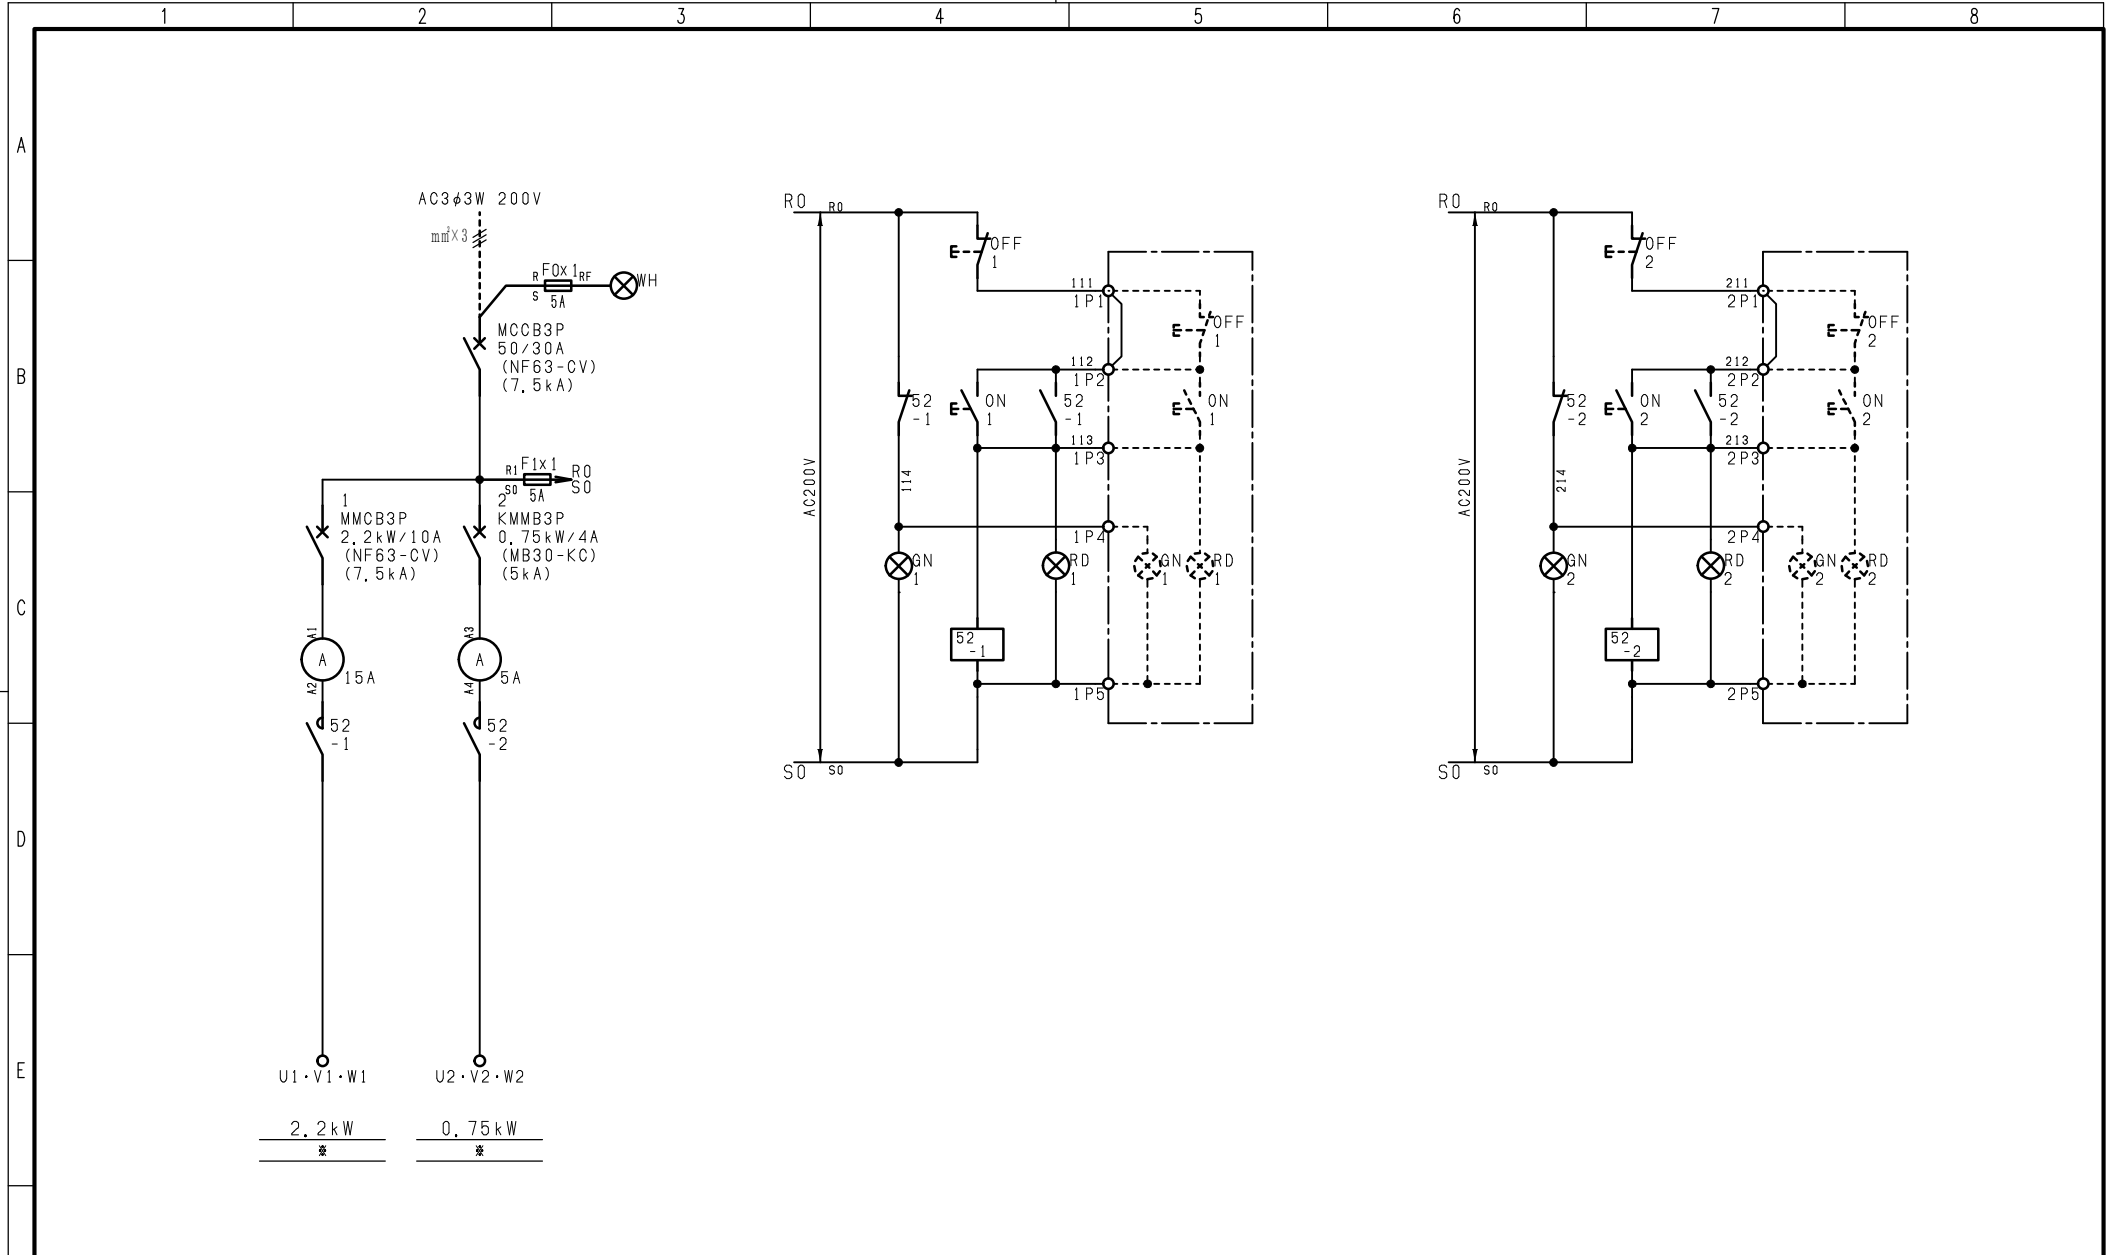 1 2 3 4 5 6 7 8
A
B
C
D
E
AC3φ3W 200V
mm²×3
R F0x1 RF
S 5A
WH
MCCB3P
50/30A
(NF63-CV)
(7.5kA)
R1 F1x1 R0
S0 5A S0
1
MMCB3P
2.2kW/10A
(NF63-CV)
(7.5kA)
2
KMMB3P
0.75kW/4A
(MB30-KC)
(5kA)
A1
A
15A
A2
A3
A
5A
A4
52
-1
52
-2
U1・V1・W1
U2・V2・W2
2.2kW
※
0.75kW
※
R0 R0
AC200V
OFF
1
111
1P1
OFF
1
112
1P2
52
-1
ON
1
52
-1
ON
1
113
1P3
114
1P4
GN
1
RD
1
GN
1
RD
1
52
-1
1P5
S0 S0
R0 R0
AC200V
OFF
2
211
2P1
OFF
2
212
2P2
52
-2
ON
2
52
-2
ON
2
213
2P3
214
2P4
GN
2
RD
2
GN
2
RD
2
52
-2
2P5
S0 S0